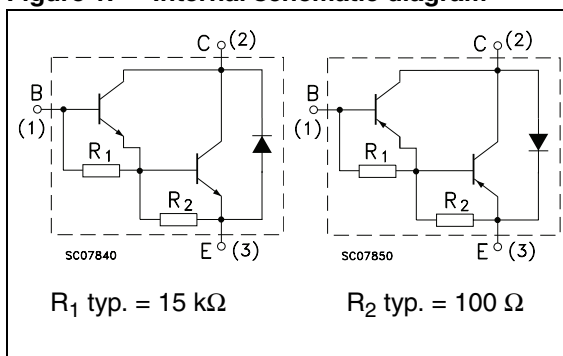 Figure 1. Internal schematic diagram
C (2) C (2)
B B
(1) (1)
R1 R1
R2 R2
SC07840 E (3) SC07850 E (3)
R1 typ. = 15 kΩ R2 typ. = 100 Ω